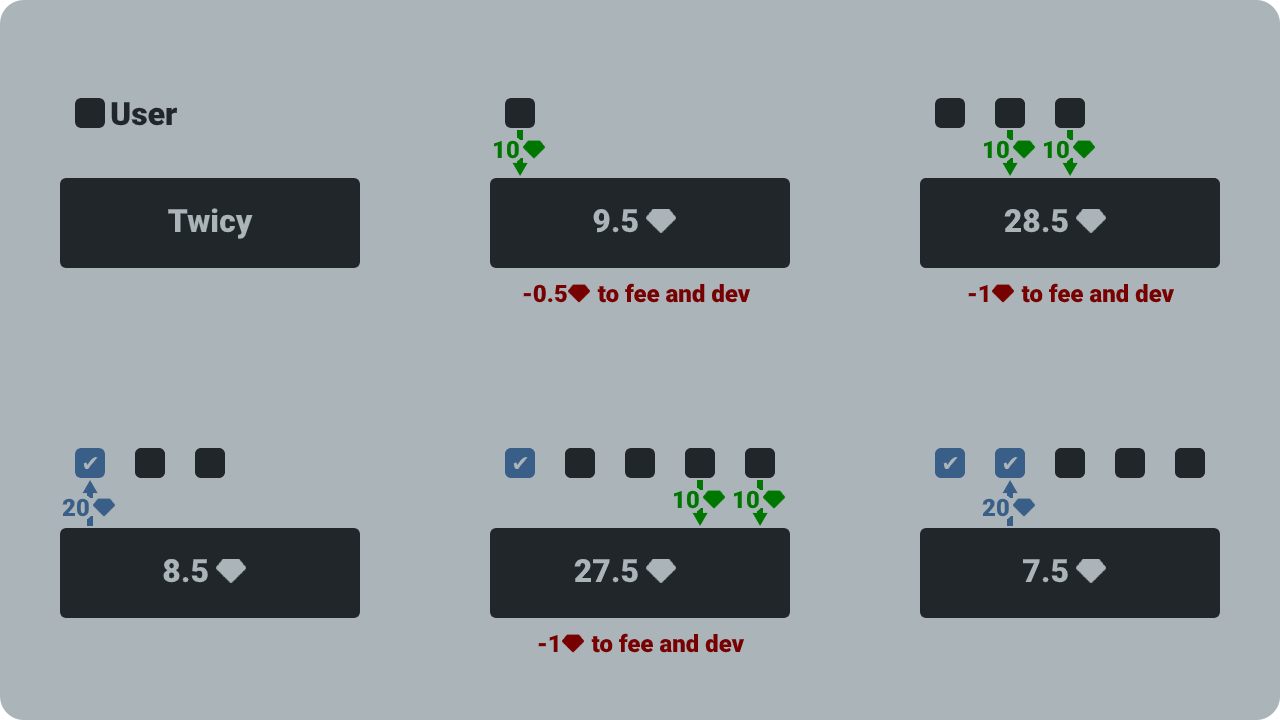 User
Twicy
10
9.5
-0.5 to fee and dev
10 10
28.5
-1 to fee and dev
✔
20
8.5
✔
10 10
27.5
-1 to fee and dev
✔ ✔
20
7.5